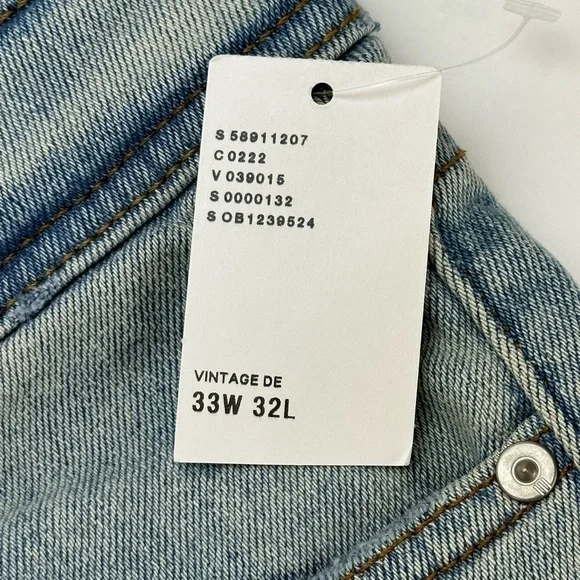 S 58911207
C 0222
V 039015
S 0000132
S OB1239524
VINTAGE DE
33W 32L